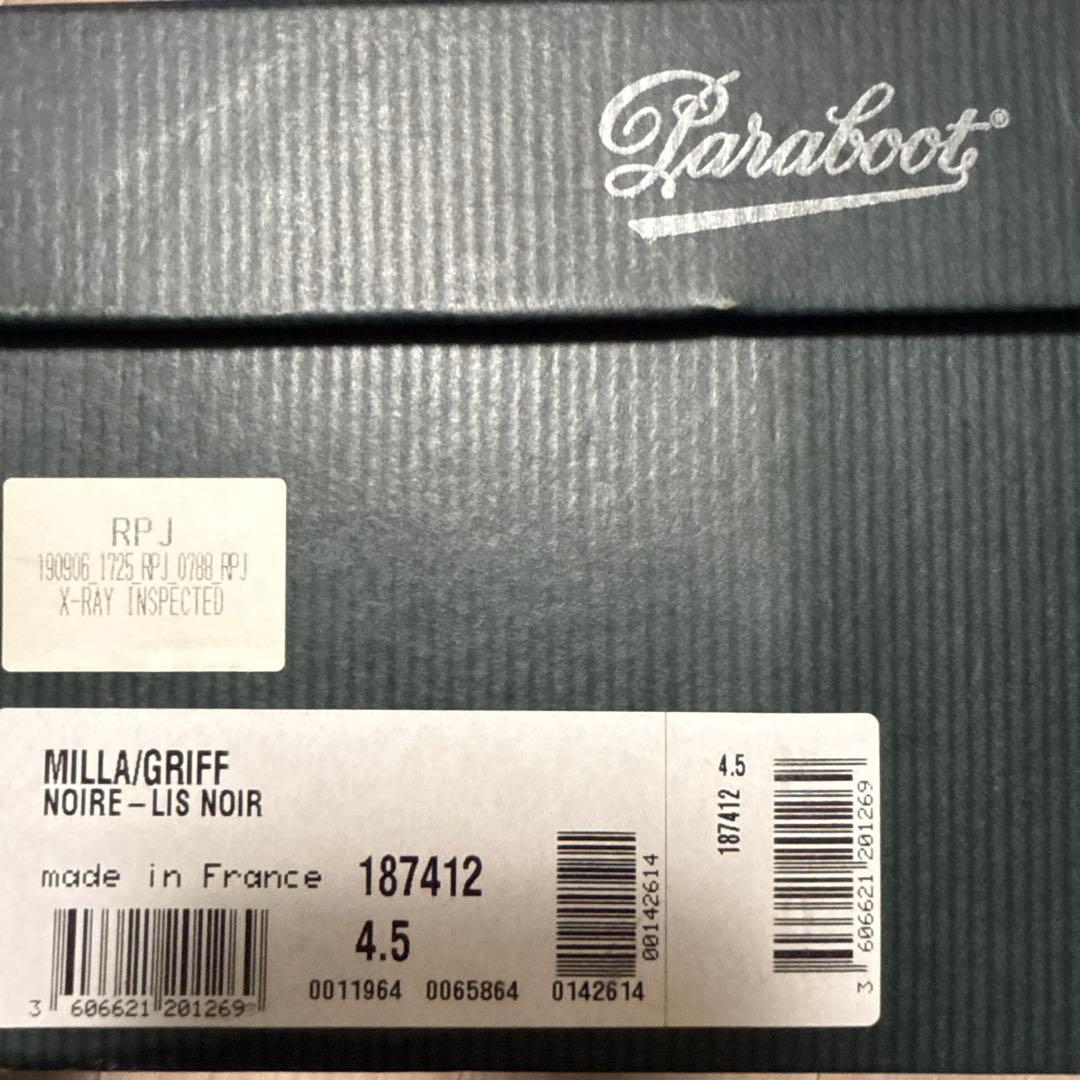 Paraboot®
RPJ
190906_1725_RPJ_0788_RPJ
X-RAY INSPECTED
MILLA/GRIFF
NOIRE – LIS NOIR
made in France 187412
4.5
3 606621 201269
0011964 0065864 0142614
00142614
4.5
187412
3 606621 201269